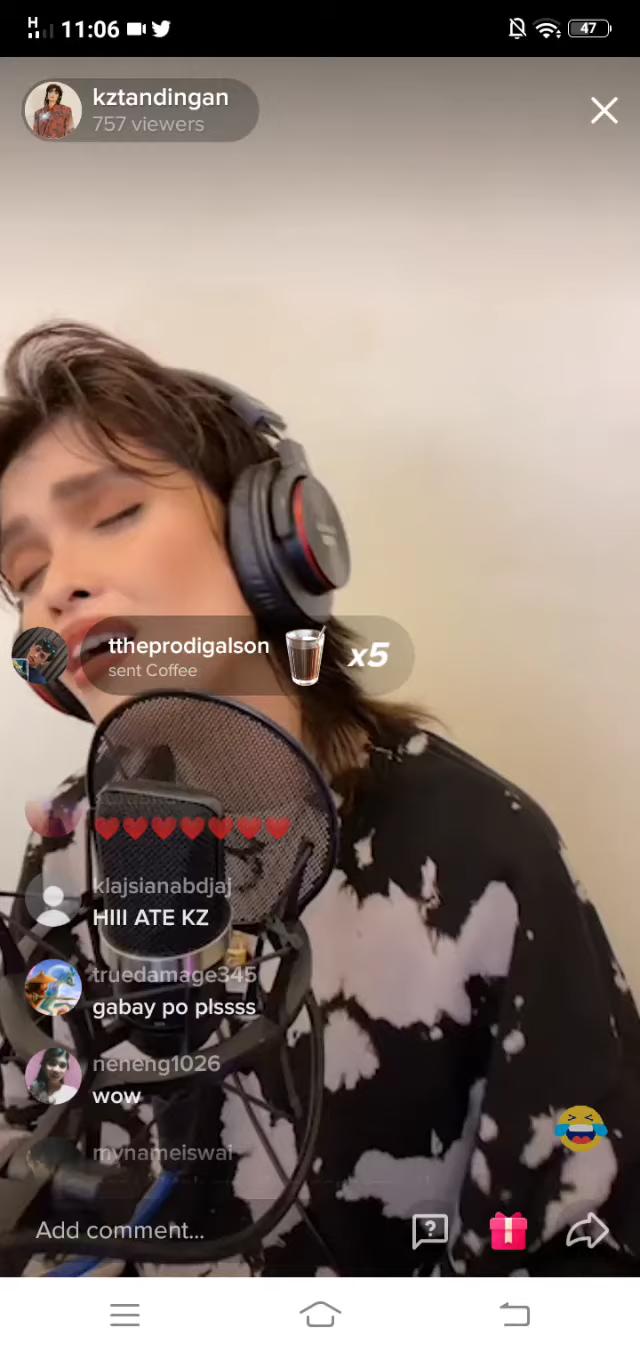 H
11:06
47
kztandingan
757 viewers
ttheprodigalson
sent Coffee
x5
klajsianabdjaj
HIII ATE KZ
truedamage345
gabay po plssss
neneng1026
wow
mynameiswai
Add comment...